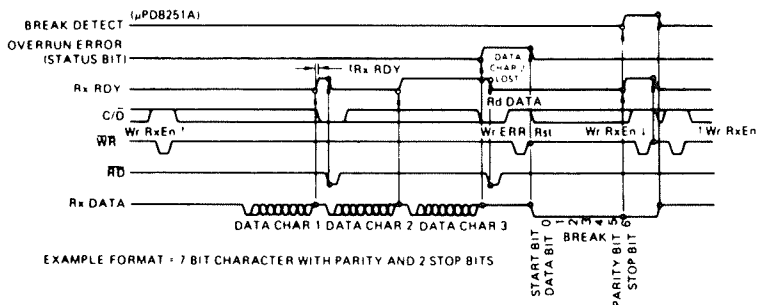 (µPD8251A)
BREAK DETECT
OVERRUN ERROR
(STATUS BIT)
DATA
CHAR 2
LOST
tRx RDY
Rx RDY
Rd DATA
C/D̅
Wr RxEn ↑
Wr ERR Rst
Wr RxEn ↓
↑ Wr RxEn
W̅R̅
R̅D̅
Rx DATA
DATA CHAR 1 DATA CHAR 2 DATA CHAR 3
START BIT
DATA BIT 0 1 2 3 4 5 6
BREAK
PARITY BIT
STOP BIT
EXAMPLE FORMAT = 7 BIT CHARACTER WITH PARITY AND 2 STOP BITS